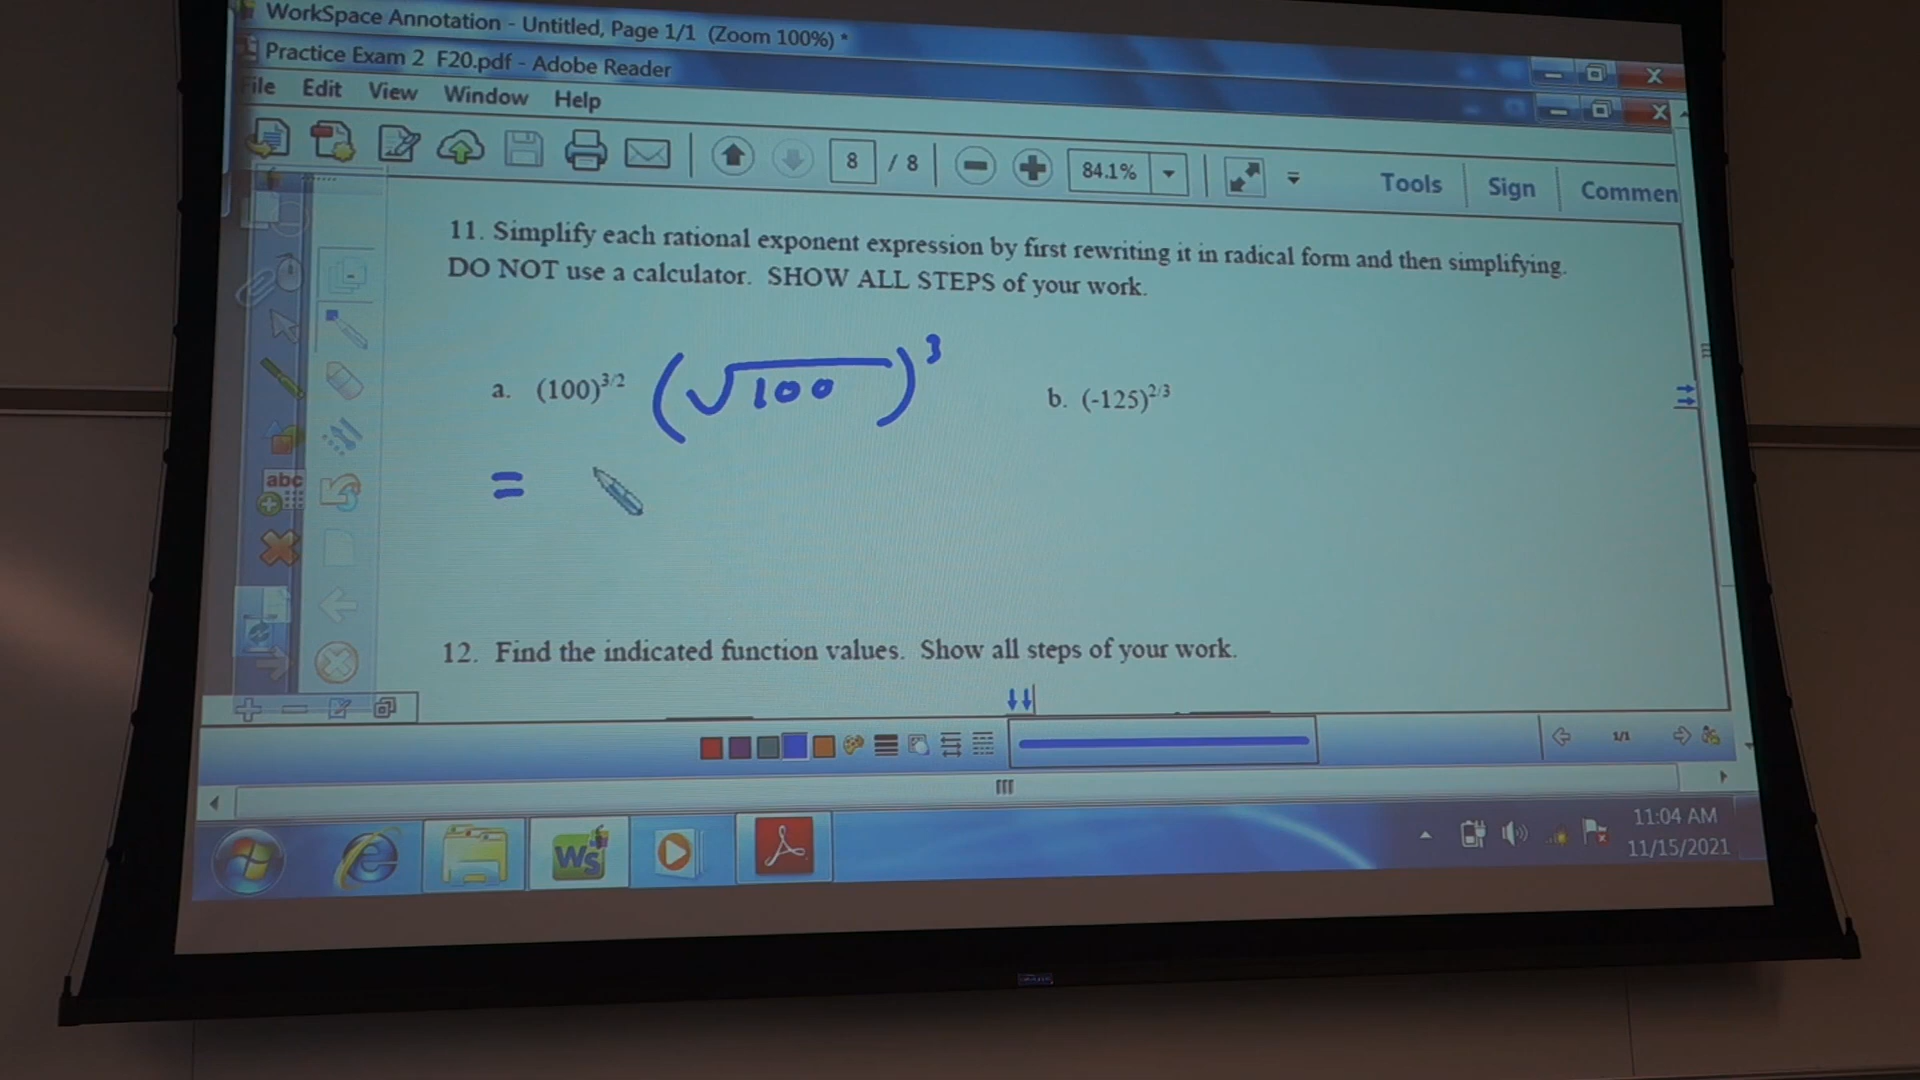 WorkSpace Annotation - Untitled, Page 1/1 (Zoom 100%) *
Practice Exam 2 F20.pdf - Adobe Reader
File Edit View Window Help
8 / 8 84.1% Tools Sign Commen
11. Simplify each rational exponent expression by first rewriting it in radical form and then simplifying.
DO NOT use a calculator. SHOW ALL STEPS of your work.
a. (100)^3/2 (√100)^3 b. (-125)^2/3
=
abc
12. Find the indicated function values. Show all steps of your work.
1/1
WS
11:04 AM
11/15/2021